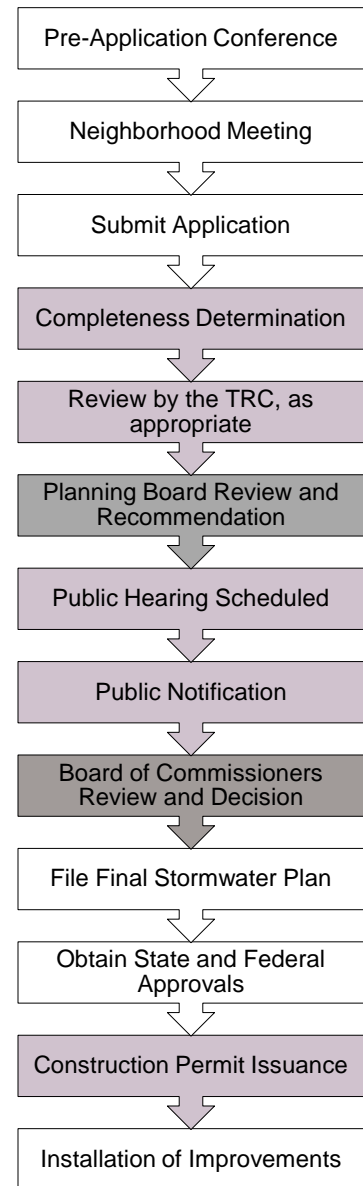 Pre-Application Conference
Neighborhood Meeting
Submit Application
Completeness Determination
Review by the TRC, as
appropriate
Planning Board Review and
Recommendation
Public Hearing Scheduled
Public Notification
Board of Commissioners
Review and Decision
File Final Stormwater Plan
Obtain State and Federal
Approvals
Construction Permit Issuance
Installation of Improvements